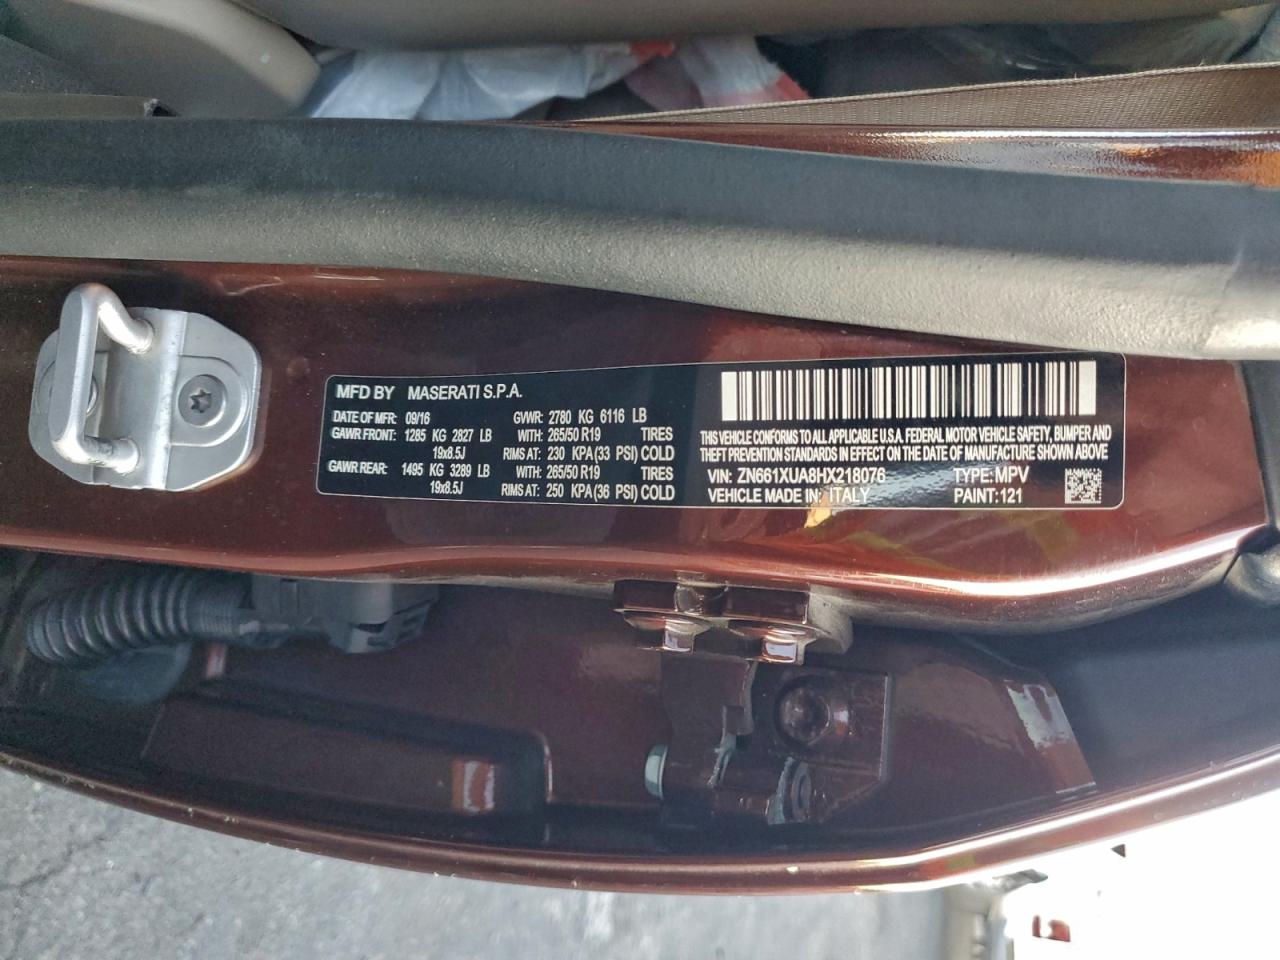 MFD BY MASERATI S.P.A.
DATE OF MFR: 09/16 GVWR: 2780 KG 6116 LB
GAWR FRONT: 1285 KG 2827 LB WITH: 265/50 R19 TIRES
19x8.5J RIMS AT: 230 KPA (33 PSI) COLD
GAWR REAR: 1495 KG 3289 LB WITH: 265/50 R19 TIRES
19x8.5J RIMS AT: 250 KPA (36 PSI) COLD
THIS VEHICLE CONFORMS TO ALL APPLICABLE U.S.A. FEDERAL MOTOR VEHICLE SAFETY, BUMPER AND
THEFT PREVENTION STANDARDS IN EFFECT ON THE DATE OF MANUFACTURE SHOWN ABOVE
VIN: ZN661XUA8HX218076 TYPE: MPV
VEHICLE MADE IN: ITALY PAINT: 121